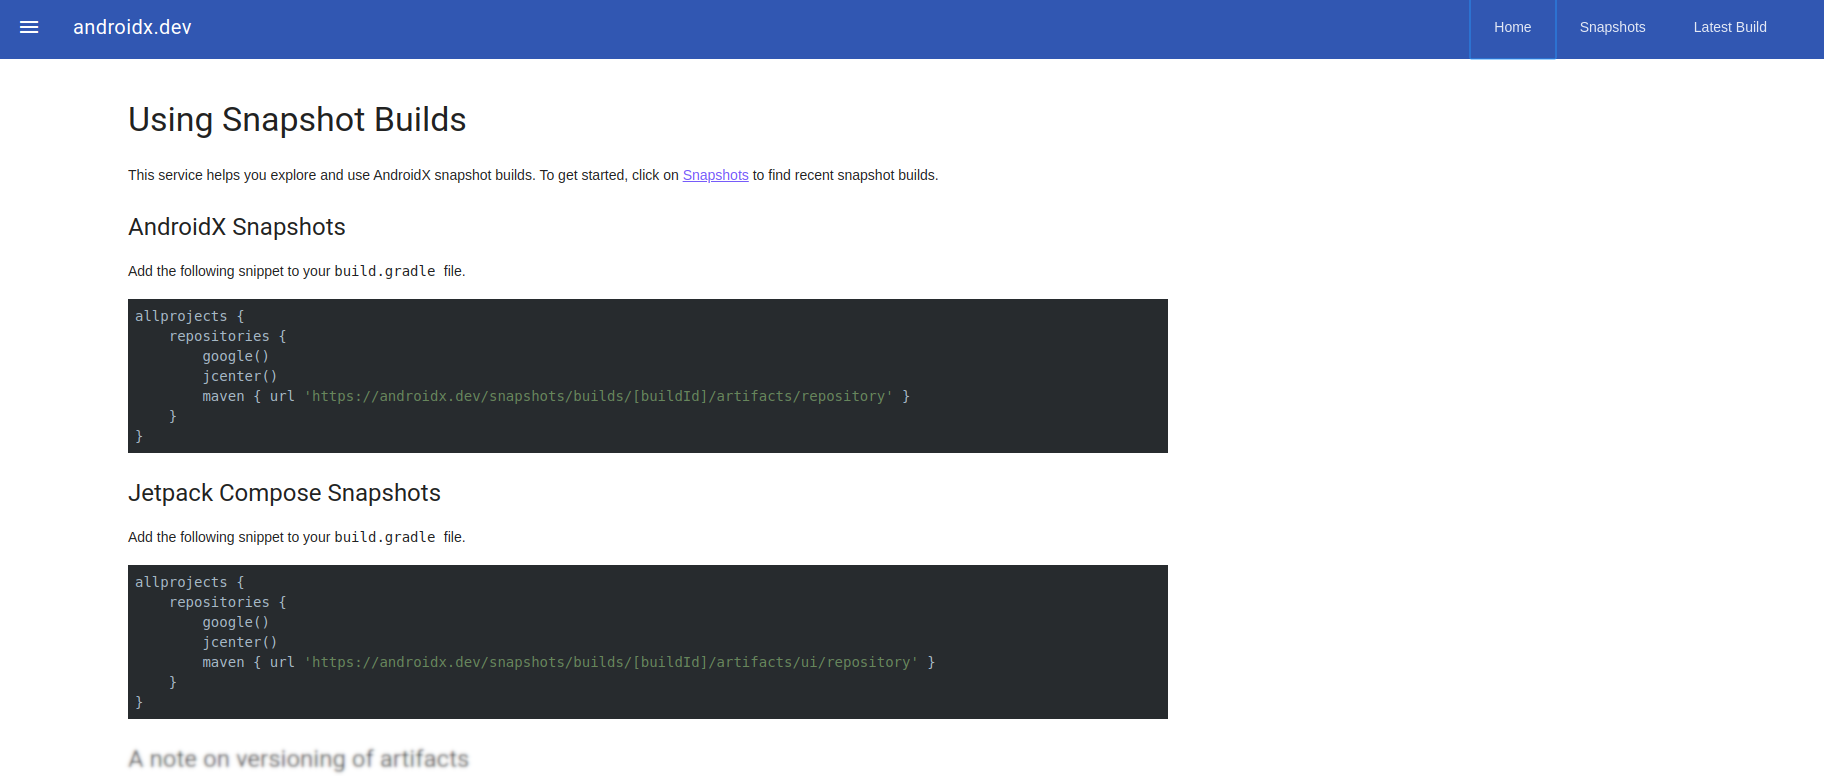 androidx.dev
Home
Snapshots
Latest Build
Using Snapshot Builds
This service helps you explore and use AndroidX snapshot builds. To get started, click on Snapshots to find recent snapshot builds.
AndroidX Snapshots
Add the following snippet to your build.gradle file.
allprojects {
    repositories {
        google()
        jcenter()
        maven { url 'https://androidx.dev/snapshots/builds/[buildId]/artifacts/repository' }
    }
}
Jetpack Compose Snapshots
Add the following snippet to your build.gradle file.
allprojects {
    repositories {
        google()
        jcenter()
        maven { url 'https://androidx.dev/snapshots/builds/[buildId]/artifacts/ui/repository' }
    }
}
A note on versioning of artifacts